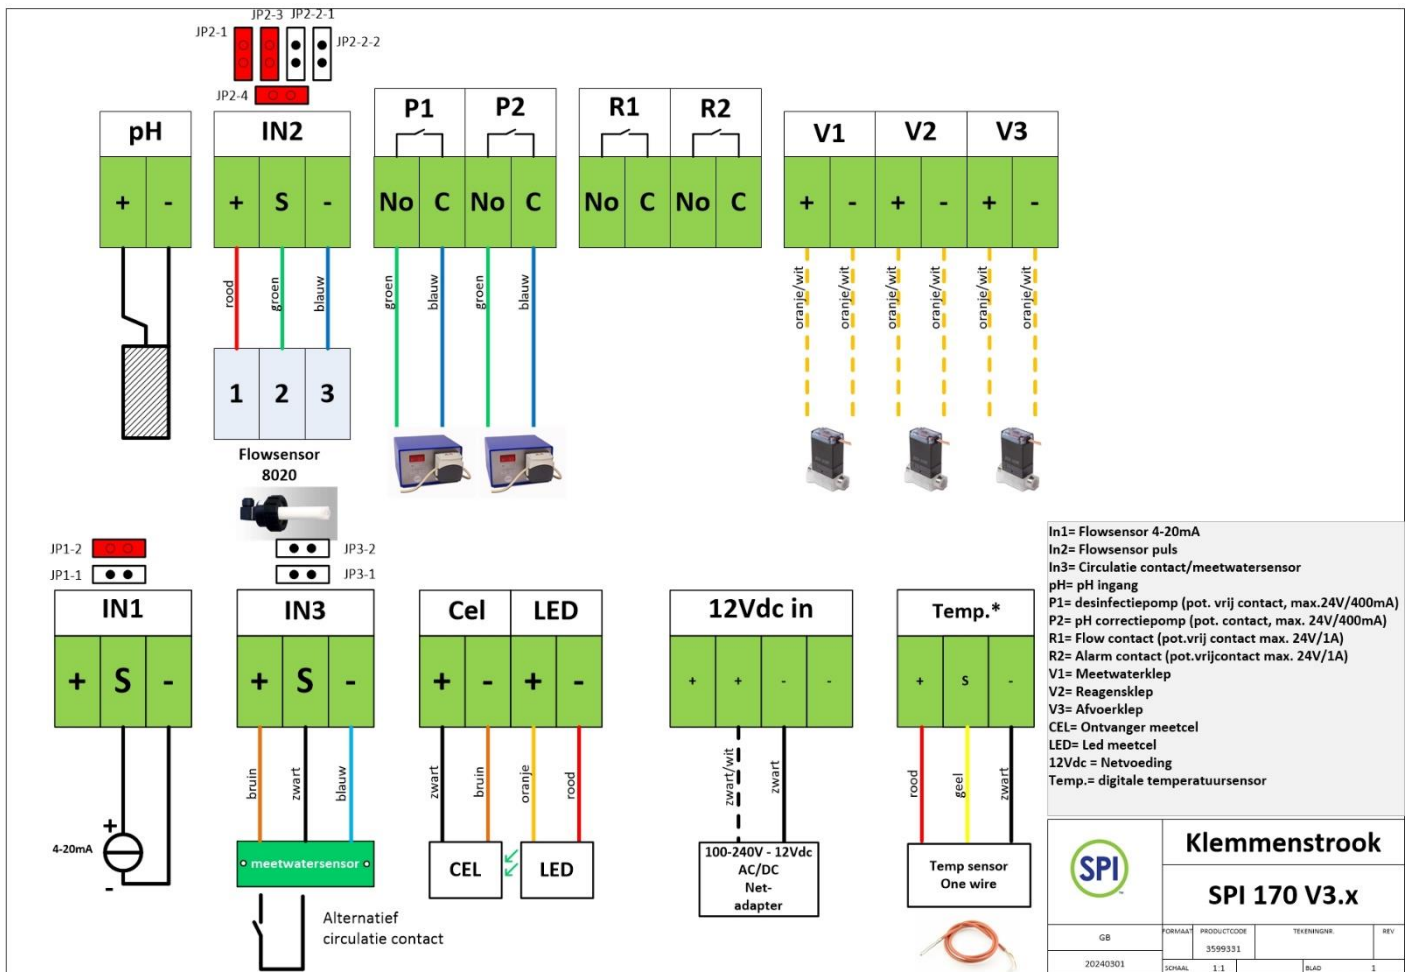 JP2-3 JP2-2-1
JP2-1
JP2-2-2
JP2-4
pH
IN2
P1 P2
R1 R2
V1 V2 V3
+ -
+ S -
No C No C
No C No C
+ - + - + -
rood
groen
blauw
groen
blauw
groen
blauw
oranje/wit
oranje/wit
oranje/wit
oranje/wit
oranje/wit
oranje/wit
1 2 3
Flowsensor
8020
JP1-2
JP1-1
JP3-2
JP3-1
IN1
IN3
Cel LED
12Vdc in
Temp.*
+ S -
+ S -
+ - + -
+ + - -
+ S -
bruin
zwart
blauw
zwart
bruin
oranje
rood
zwart/wit
zwart
rood
geel
zwart
+
4-20mA
-
meetwatersensor
Alternatief
circulatie contact
CEL
LED
100-240V - 12Vdc
AC/DC
Net-
adapter
Temp sensor
One wire
In1= Flowsensor 4-20mA
In2= Flowsensor puls
In3= Circulatie contact/meetwatersensor
pH= pH ingang
P1= desinfectiepomp (pot. vrij contact, max.24V/400mA)
P2= pH correctiepomp (pot. contact, max. 24V/400mA)
R1= Flow contact (pot.vrij contact max. 24V/1A)
R2= Alarm contact (pot.vrijcontact max. 24V/1A)
V1= Meetwaterklep
V2= Reagensklep
V3= Afvoerklep
CEL= Ontvanger meetcel
LED= Led meetcel
12Vdc = Netvoeding
Temp.= digitale temperatuursensor
SPI
Klemmenstrook
SPI 170 V3.x
GB
FORMAAT PRODUCTCODE TEKENINGNR. REV
3599331
20240301
SCHAAL 1:1 BLAD 1